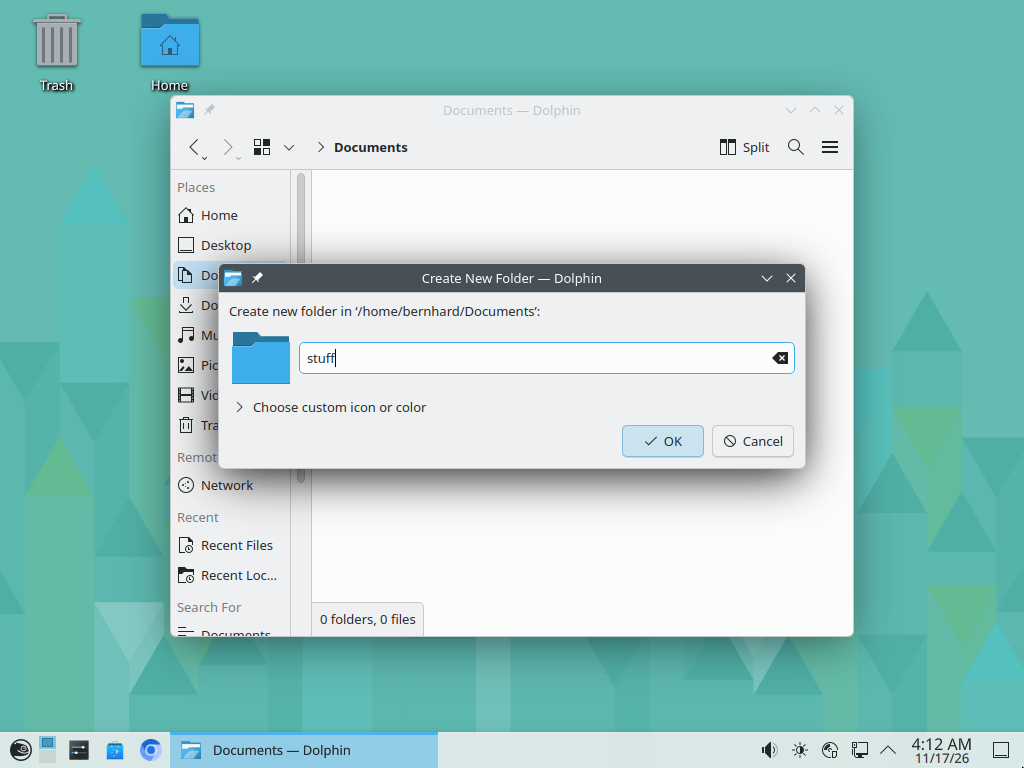 Trash
Home
Documents — Dolphin
Documents
Split
Places
Home
Desktop
Create New Folder — Dolphin
Create new folder in ‘/home/bernhard/Documents’:
stuff
Choose custom icon or color
OK
Cancel
Network
Recent
Recent Files
Recent Loc...
Search For
Documents
0 folders, 0 files
Documents — Dolphin
4:12 AM
11/17/26